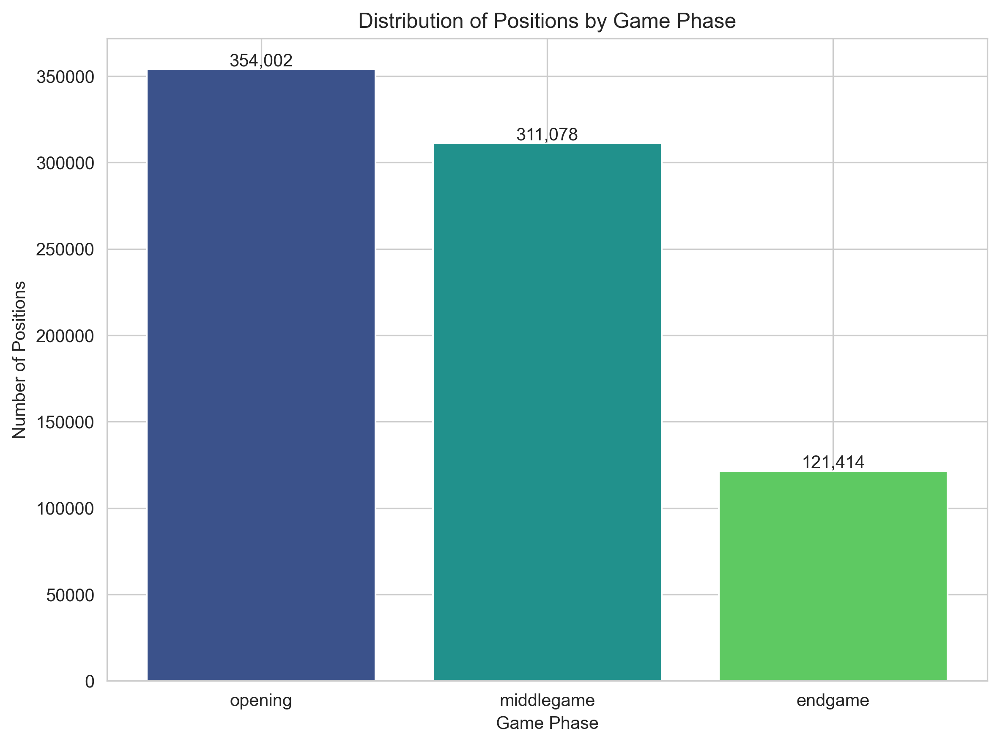 Distribution of Positions by Game Phase
354,002
350000
311,078
300000
250000
200000
Number of Positions
150000
121,414
100000
50000
0
opening
middlegame
endgame
Game Phase